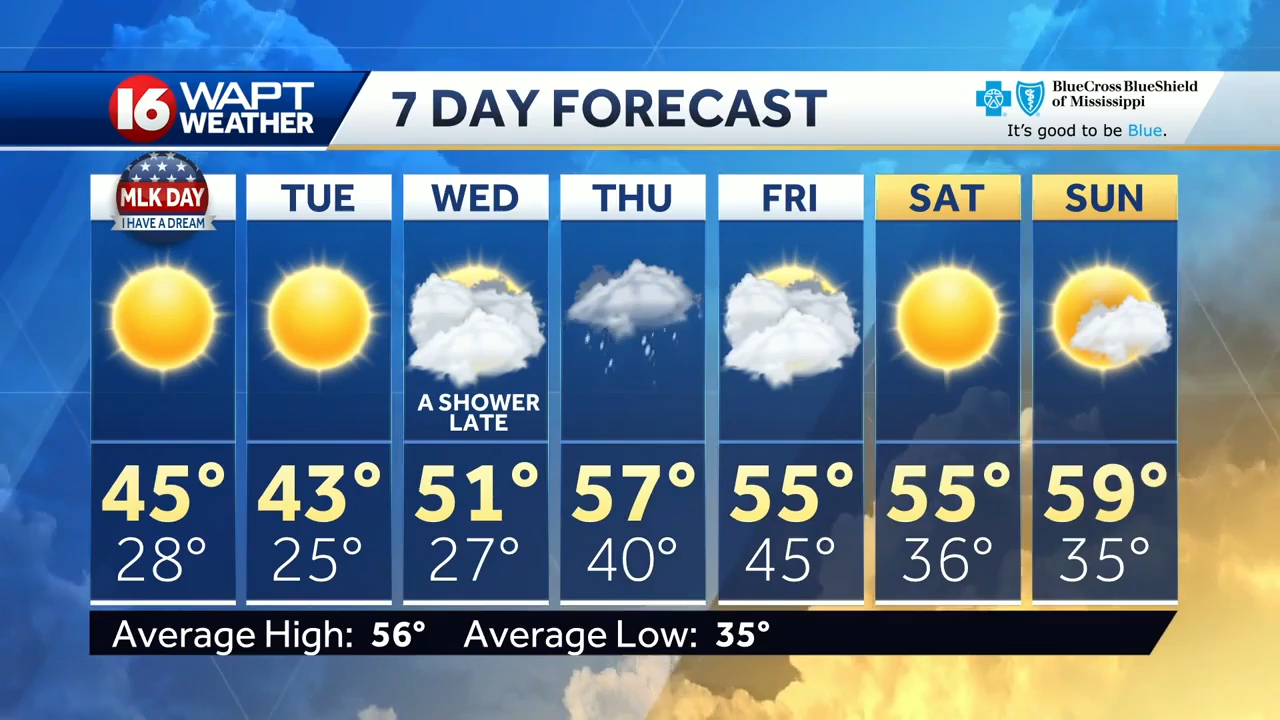 16 WAPT
WEATHER
7 DAY FORECAST
BlueCross BlueShield
of Mississippi
It's good to be Blue.
MLK DAY
I HAVE A DREAM
TUE
WED
THU
FRI
SAT
SUN
A SHOWER
LATE
45° 43° 51° 57° 55° 55° 59°
28° 25° 27° 40° 45° 36° 35°
Average High: 56° Average Low: 35°